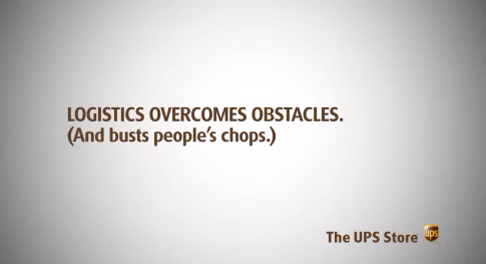 LOGISTICS OVERCOMES OBSTACLES.
(And busts people's chops.)
The UPS Store ups